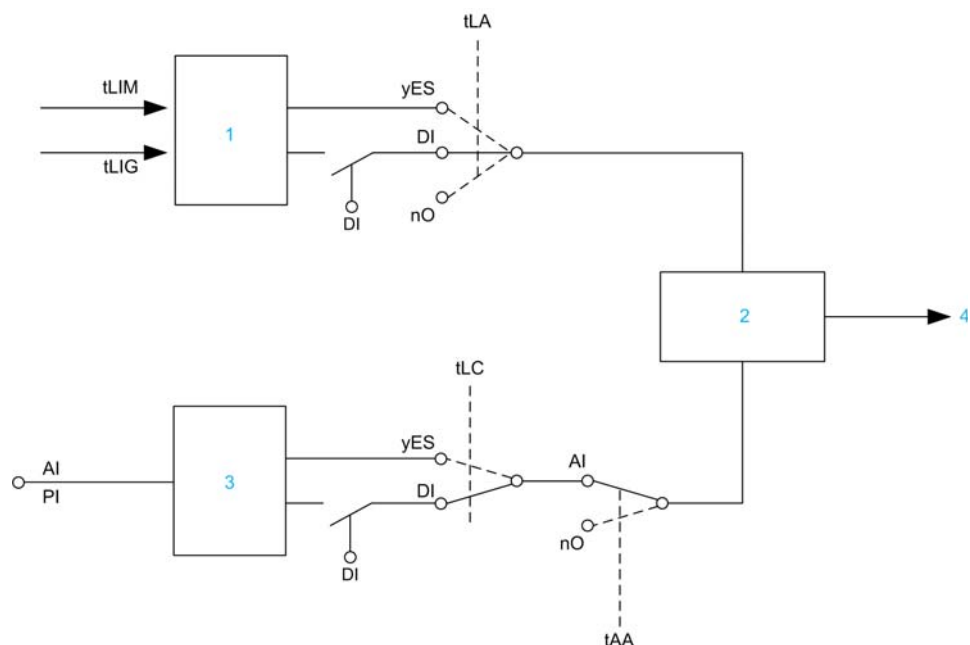 tLA
tLIM
yES
1
DI
tLIG
nO
DI
2
4
tLC
yES
AI
AI
3
DI
PI
nO
DI
tAA